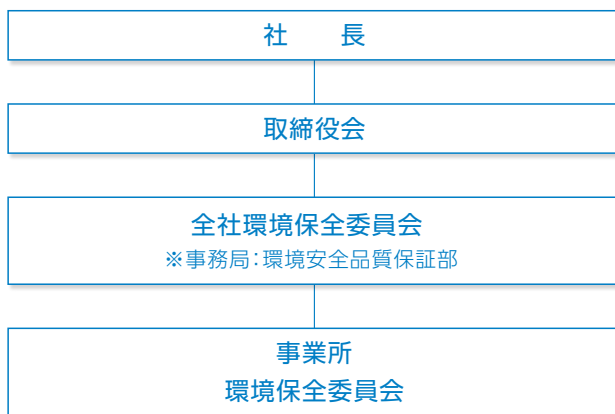 社　長
取締役会
全社環境保全委員会
※事務局：環境安全品質保証部
事業所
環境保全委員会